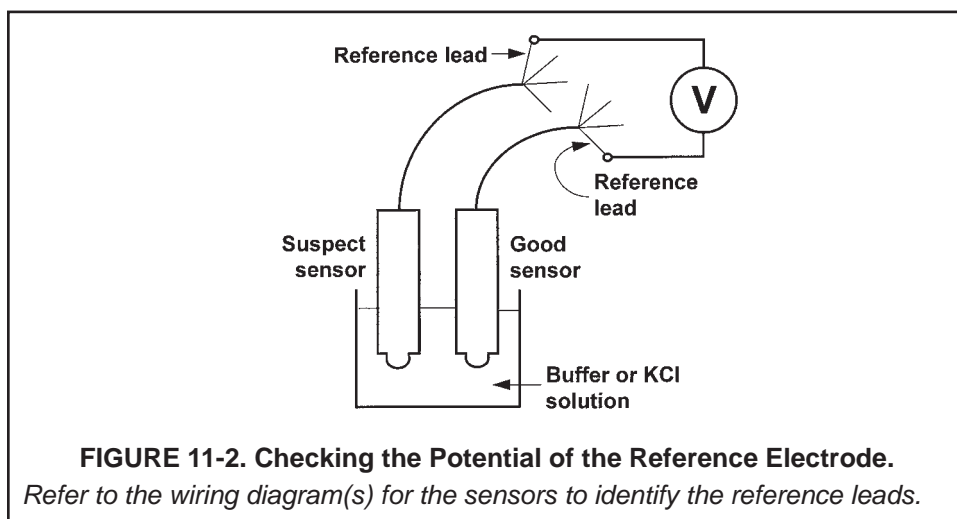 Reference lead
V
Reference
lead
Suspect
sensor
Good
sensor
Buffer or KCl
solution
FIGURE 11-2. Checking the Potential of the Reference Electrode.
Refer to the wiring diagram(s) for the sensors to identify the reference leads.